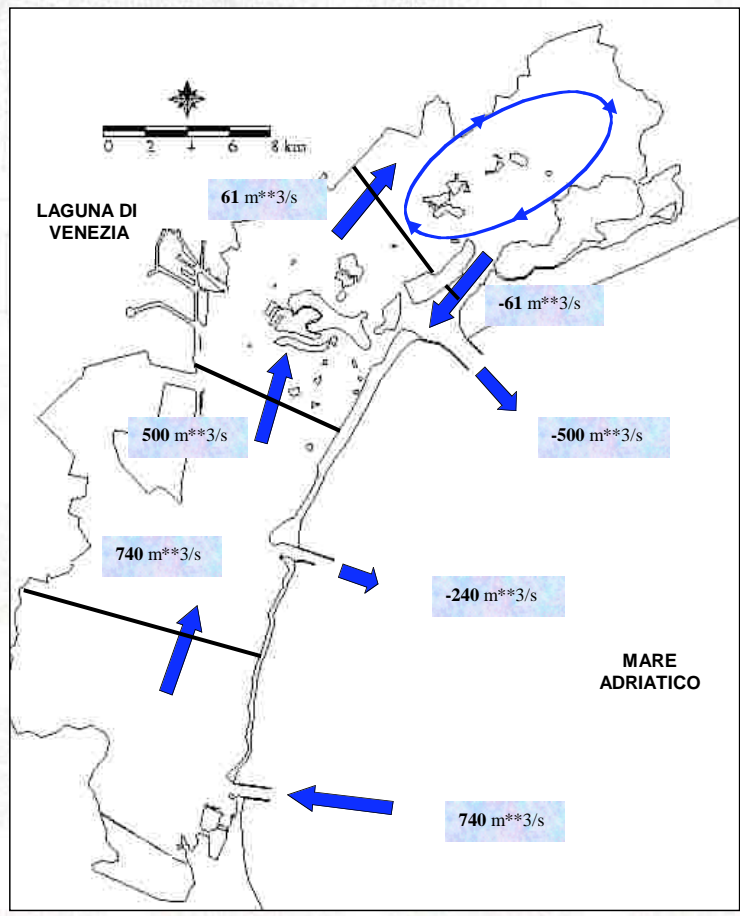 0 2 4 6 8 km
61 m**3/s
LAGUNA DI
VENEZIA
-61 m**3/s
500 m**3/s
-500 m**3/s
740 m**3/s
-240 m**3/s
MARE
ADRIATICO
740 m**3/s